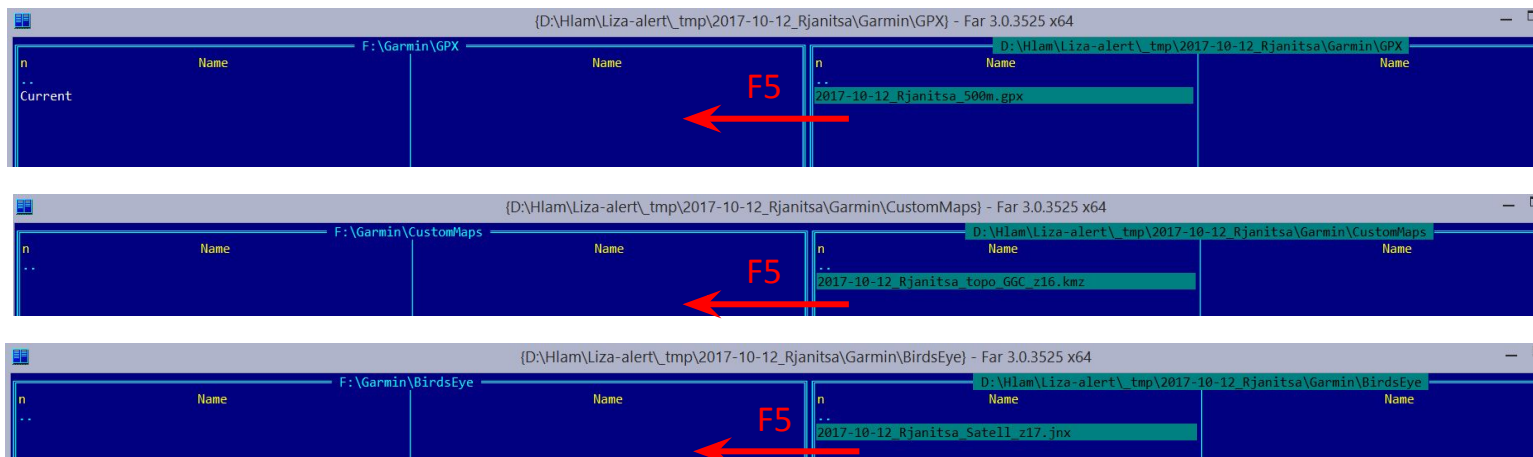 {D:\Hlam\Liza-alert\_tmp\2017-10-12_Rjanitsa\Garmin\GPX} - Far 3.0.3525 x64
F:\Garmin\GPX D:\Hlam\Liza-alert\_tmp\2017-10-12_Rjanitsa\Garmin\GPX
n Name Name n Name Name
.. ..
Current F5 2017-10-12_Rjanitsa_500m.gpx
{D:\Hlam\Liza-alert\_tmp\2017-10-12_Rjanitsa\Garmin\CustomMaps} - Far 3.0.3525 x64
F:\Garmin\CustomMaps D:\Hlam\Liza-alert\_tmp\2017-10-12_Rjanitsa\Garmin\CustomMaps
n Name Name n Name Name
.. ..
F5 2017-10-12_Rjanitsa_topo_GGC_z16.kmz
{D:\Hlam\Liza-alert\_tmp\2017-10-12_Rjanitsa\Garmin\BirdsEye} - Far 3.0.3525 x64
F:\Garmin\BirdsEye D:\Hlam\Liza-alert\_tmp\2017-10-12_Rjanitsa\Garmin\BirdsEye
n Name Name n Name Name
.. ..
F5 2017-10-12_Rjanitsa_Satell_z17.jnx